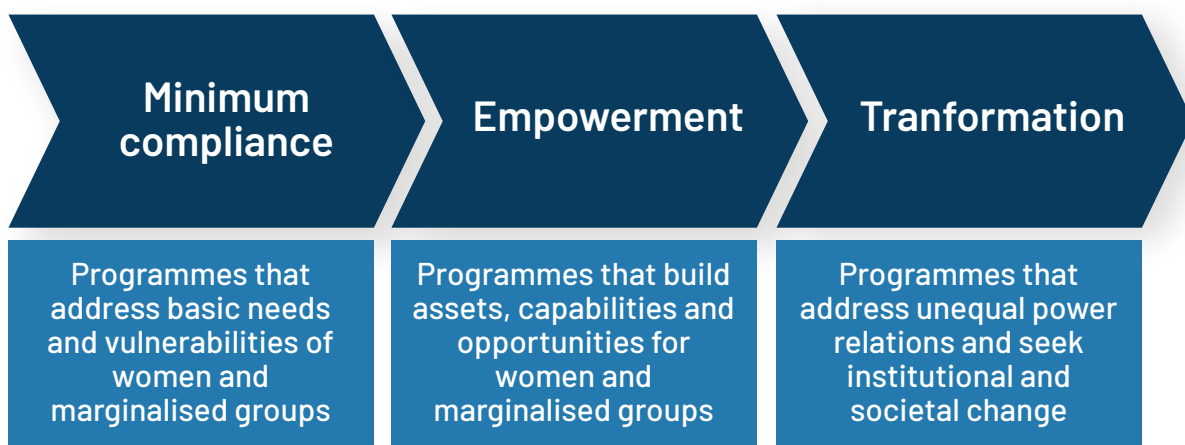 Minimum
compliance
Empowerment
Tranformation
Programmes that
address basic needs
and vulnerabilities of
women and
marginalised groups
Programmes that build
assets, capabilities and
opportunities for
women and
marginalised groups
Programmes that
address unequal power
relations and seek
institutional and
societal change